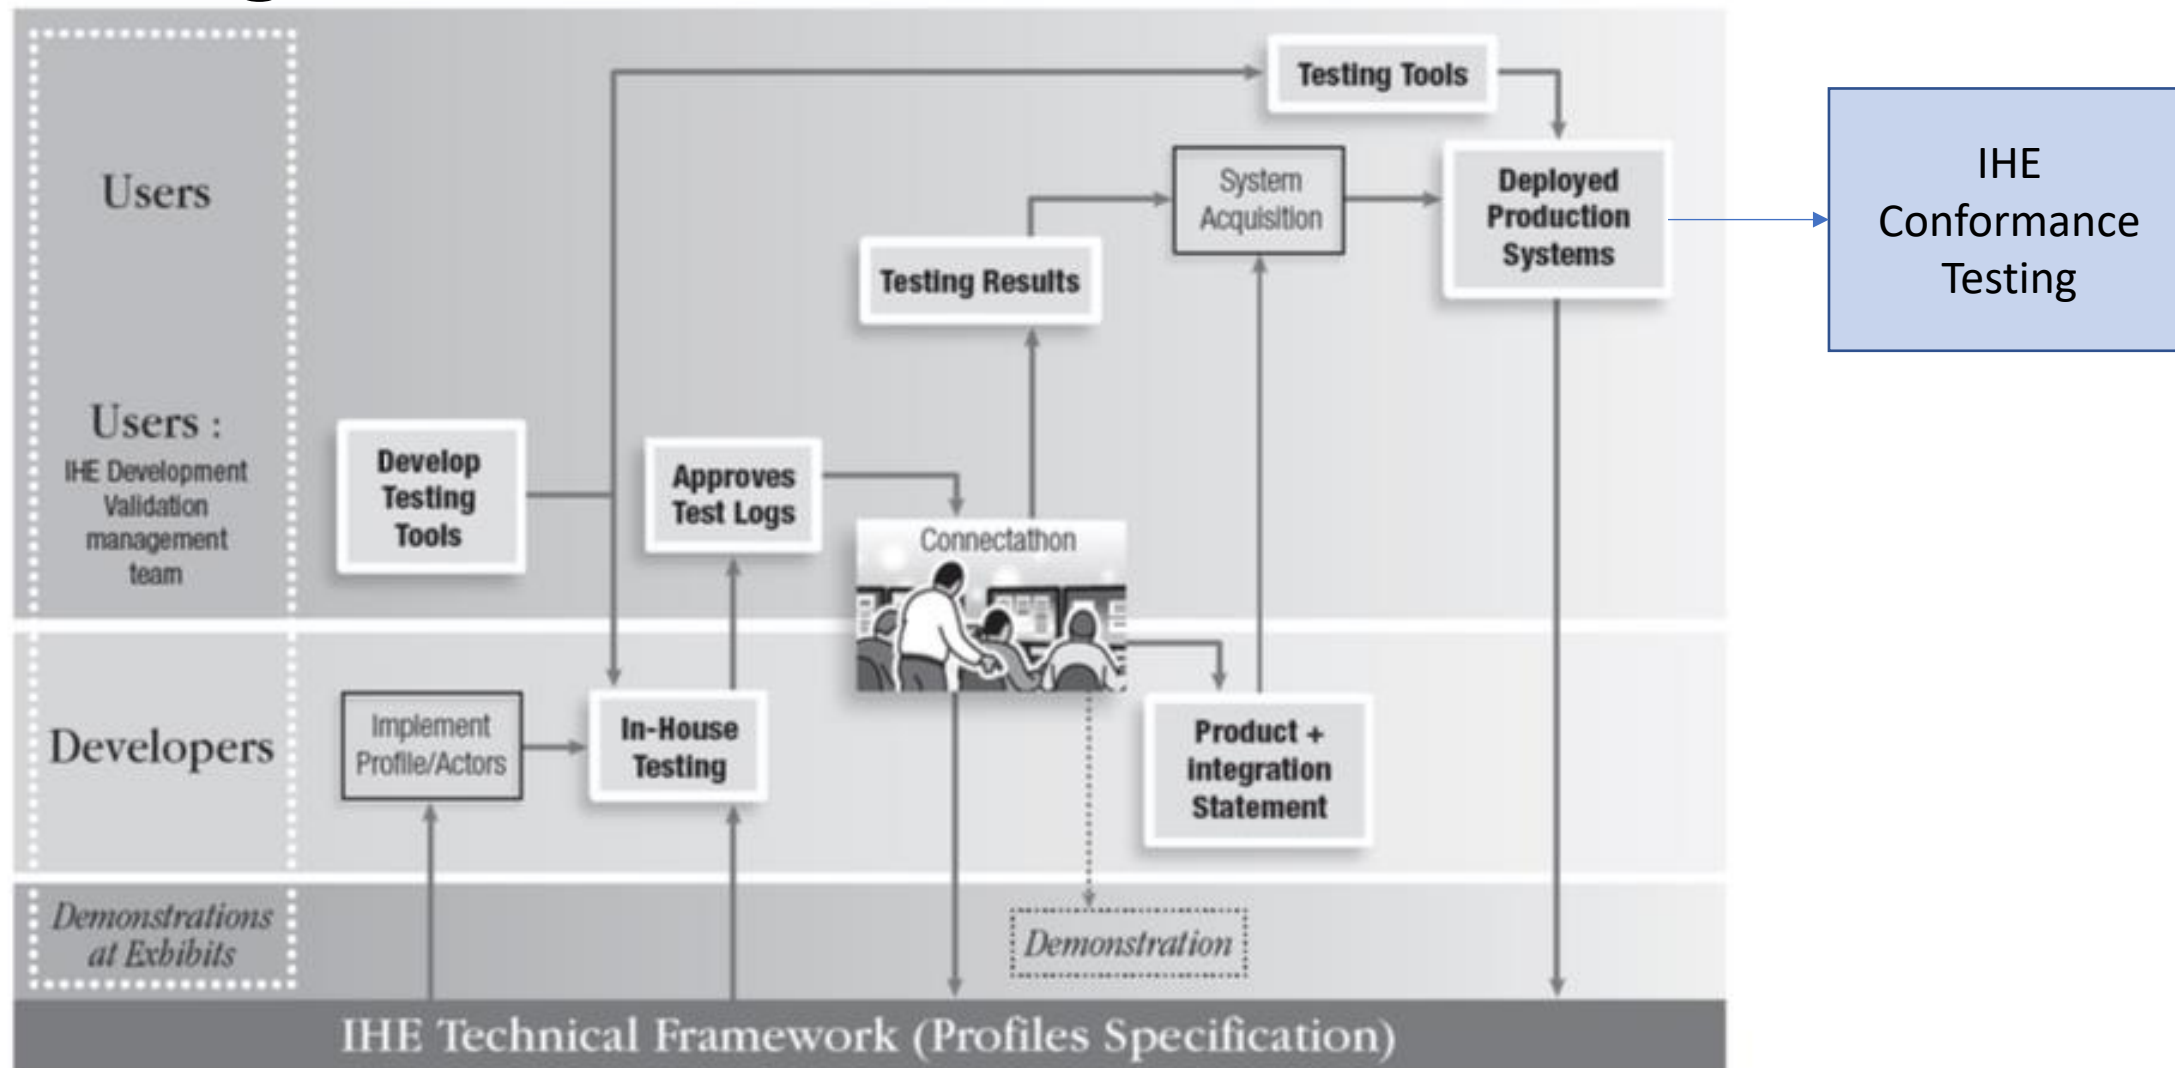 Testing Tools
Users
System
Acquisition
Deployed
Production
Systems
IHE
Conformance
Testing
Testing Results
Users :
IHE Development
Validation
management
team
Develop
Testing
Tools
Approves
Test Logs
Connectathon
Developers
Implement
Profile/Actors
In-House
Testing
Product +
integration
Statement
Demonstrations
at Exhibits
Demonstration
IHE Technical Framework (Profiles Specification)